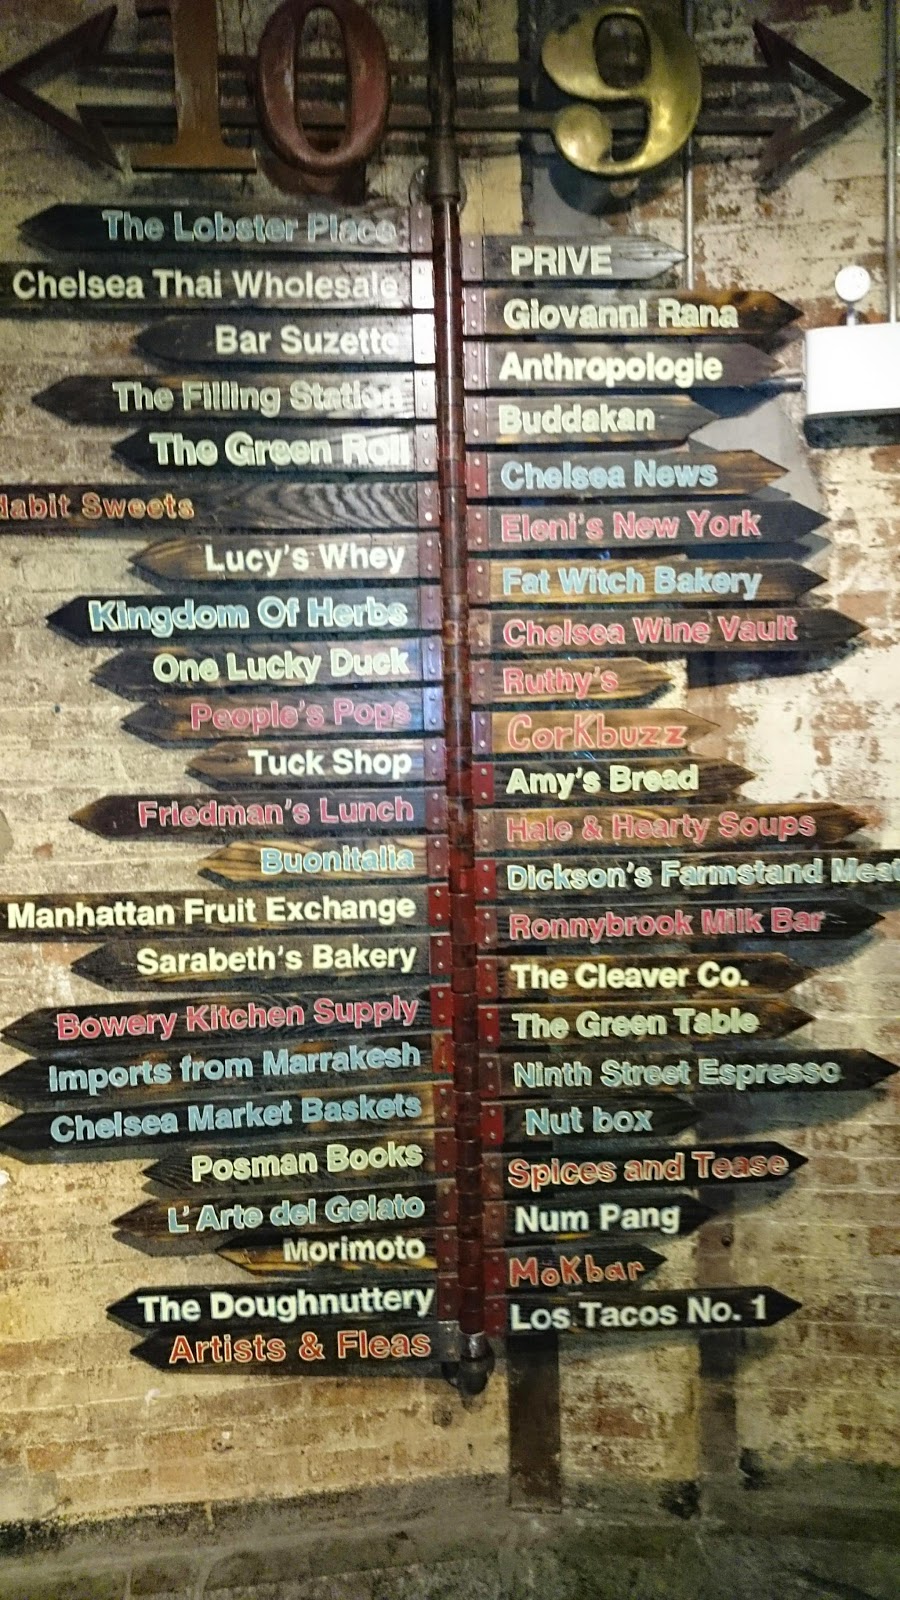 10 9
The Lobster Place
Chelsea Thai Wholesale
Bar Suzette
The Filling Station
The Green Roll
Sweets
Lucy's Whey
Kingdom Of Herbs
One Lucky Duck
People's Pops
Tuck Shop
Friedman's Lunch
Buonitalia
Manhattan Fruit Exchange
Sarabeth's Bakery
Bowery Kitchen Supply
Imports from Marrakesh
Chelsea Market Baskets
Posman Books
L' Arte del Gelato
Morimoto
The Doughnuttery
Artists & Fleas
PRIVE
Giovanni Rana
Anthropologie
Buddakan
Chelsea News
Eleni's New York
Fat Witch Bakery
Chelsea Wine Vault
Ruthy's
CorKbuzz
Amy's Bread
Hale & Hearty Soups
Dickson's Farmstand Meat
Ronnybrook Milk Bar
The Cleaver Co.
The Green Table
Ninth Street Espresso
Nut box
Spices and Tease
Num Pang
MoKbar
Los Tacos No. 1